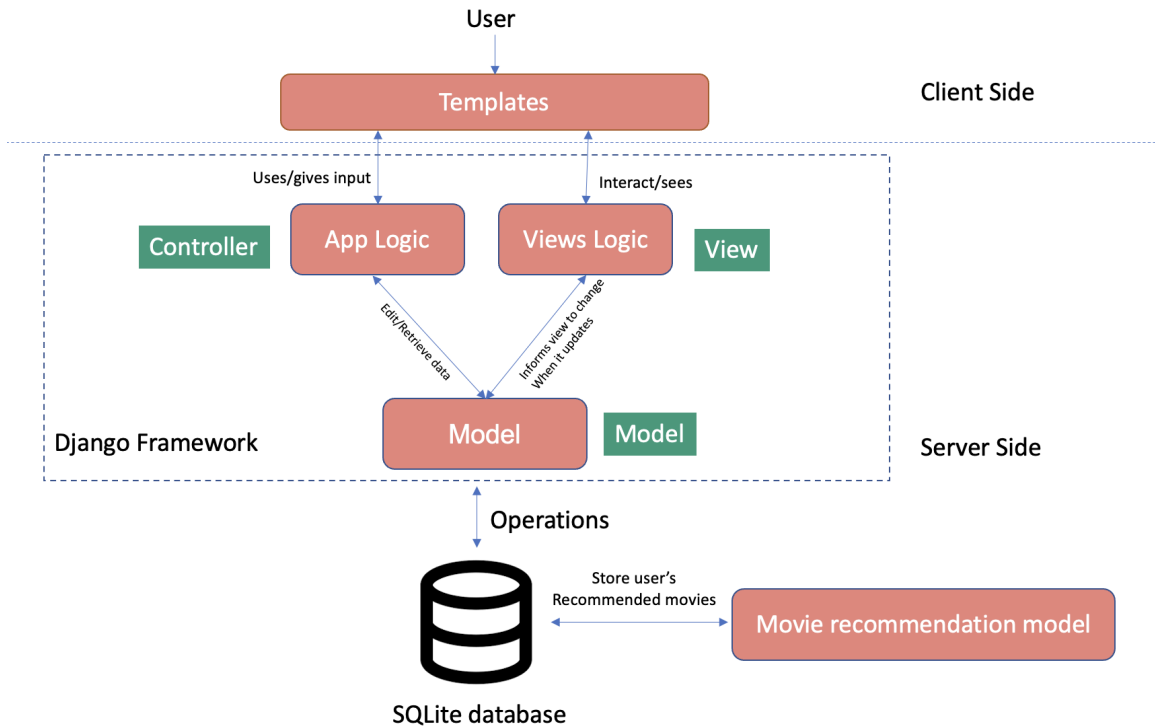 User
Templates
Client Side
Uses/gives input
Interact/sees
Controller
App Logic
Views Logic
View
Edit/Retrieve data
Informs view to change
When it updates
Django Framework
Model
Model
Server Side
Operations
Store user's
Recommended movies
Movie recommendation model
SQLite database